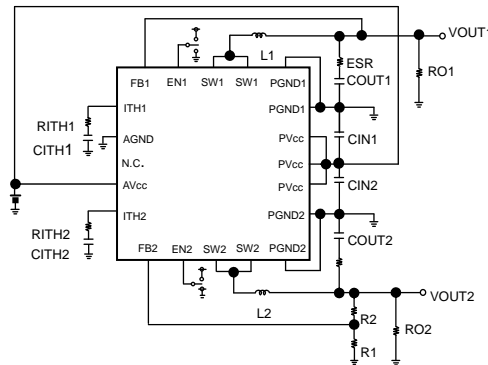 VOUT1
L1
ESR
COUT1
RO1
FB1 EN1 SW1 SW1 PGND1
RITH1
CITH1
ITH1
PGND1
AGND
CIN1
N.C.
PVcc
PVcc
AVcc
PVcc
CIN2
ITH2
PGND2
RITH2
CITH2
COUT2
FB2 EN2 SW2 SW2 PGND2
VOUT2
L2
R2
RO2
R1